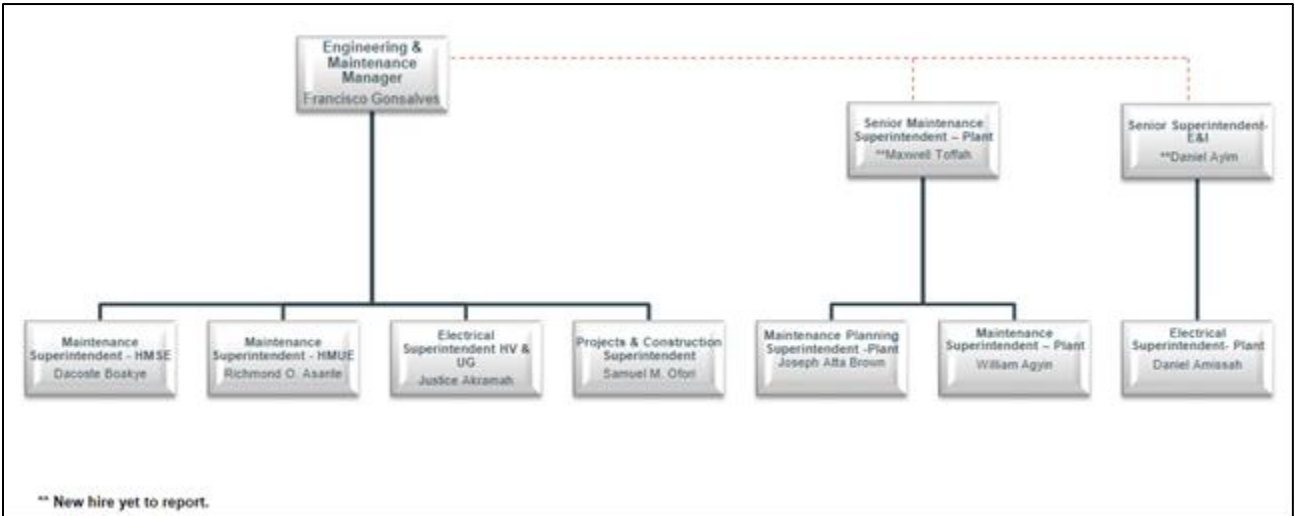 Engineering &
Maintenance
Manager
Francisco Gonsalves
Senior Maintenance
Superintendent – Plant
**Maxwell Toffah
Senior Superintendent-
E&I
**Daniel Ayim
Maintenance
Superintendent - HMSE
Dacoste Boakye
Maintenance
Superintendent - HMUE
Richmond O. Asante
Electrical
Superintendent HV &
UG
Justice Akramah
Projects & Construction
Superintendent
Samuel M. Ofori
Maintenance Planning
Superintendent -Plant
Joseph Atta Brown
Maintenance
Superintendent – Plant
William Agyin
Electrical
Superintendent- Plant
Daniel Amissah
** New hire yet to report.